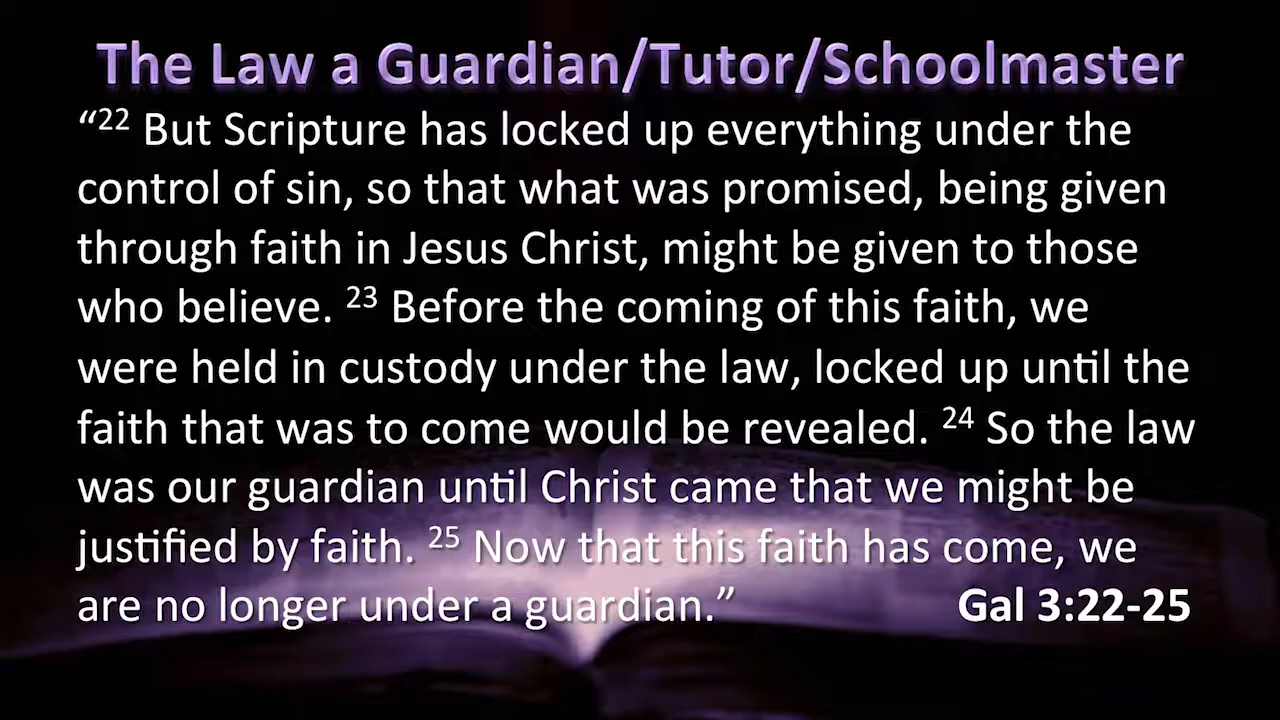 The Law a Guardian/Tutor/Schoolmaster
“22 But Scripture has locked up everything under the
control of sin, so that what was promised, being given
through faith in Jesus Christ, might be given to those
who believe. 23 Before the coming of this faith, we
were held in custody under the law, locked up until the
faith that was to come would be revealed. 24 So the law
was our guardian until Christ came that we might be
justified by faith. 25 Now that this faith has come, we
are no longer under a guardian.” Gal 3:22-25